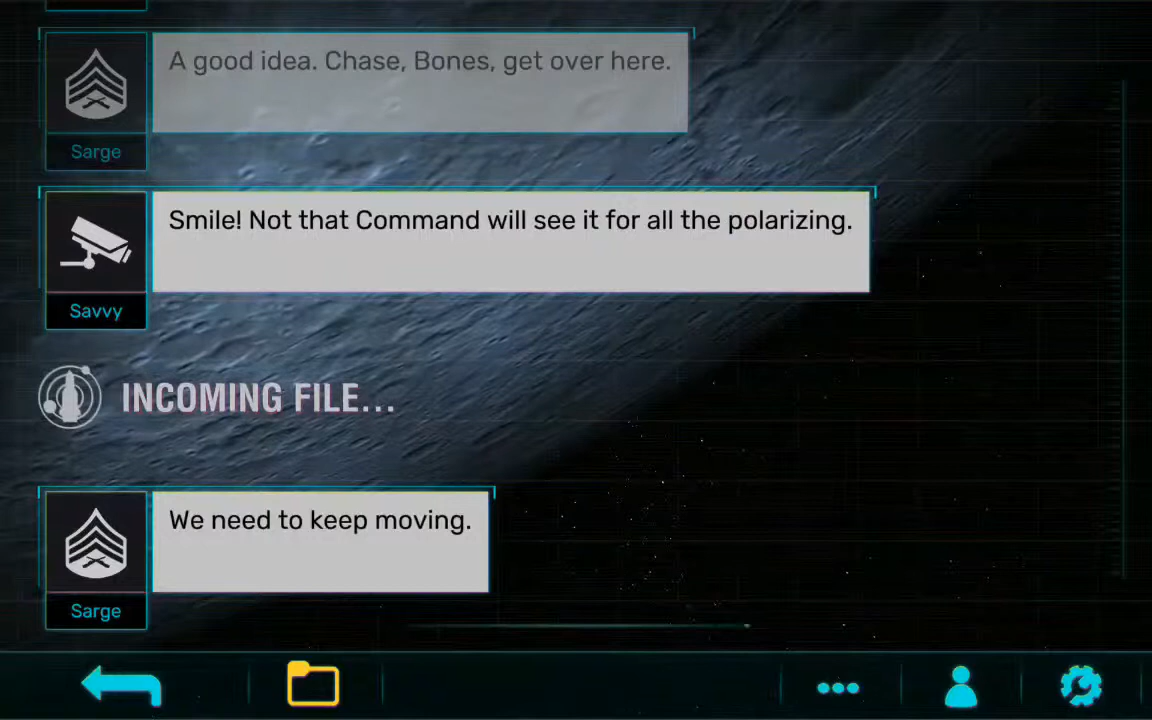 A good idea. Chase, Bones, get over here.
Sarge
Smile! Not that Command will see it for all the polarizing.
Savvy
INCOMING FILE...
We need to keep moving.
Sarge